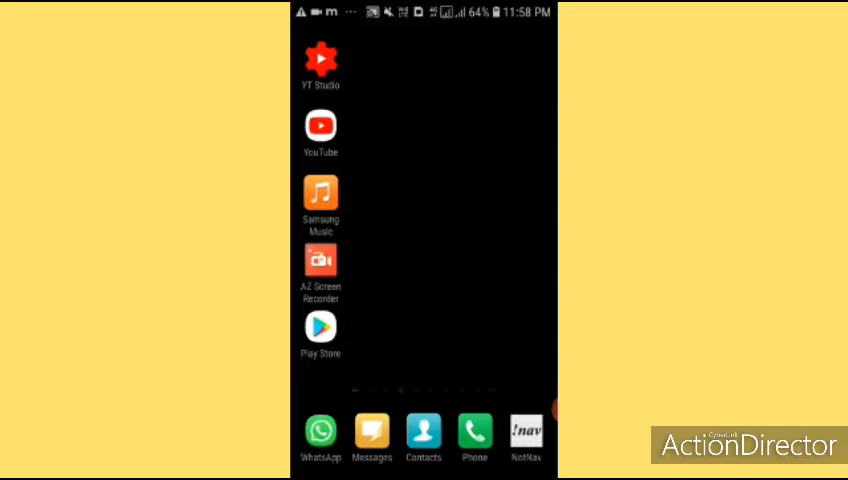 m ... 64% 11:58 PM
YT Studio
YouTube
Samsung
Music
AZ Screen
Recorder
Play Store
!nav
WhatsApp Messages Contacts Phone NotNav
CyberLink
ActionDirector